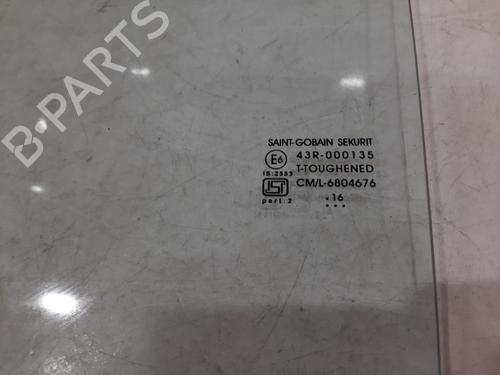 B-PARTS
SAINT-GOBAIN SEKURIT
E6 43R-000135
IS:2553 T-TOUGHENED
ISI CM/L-6804676
part:2 .16
...